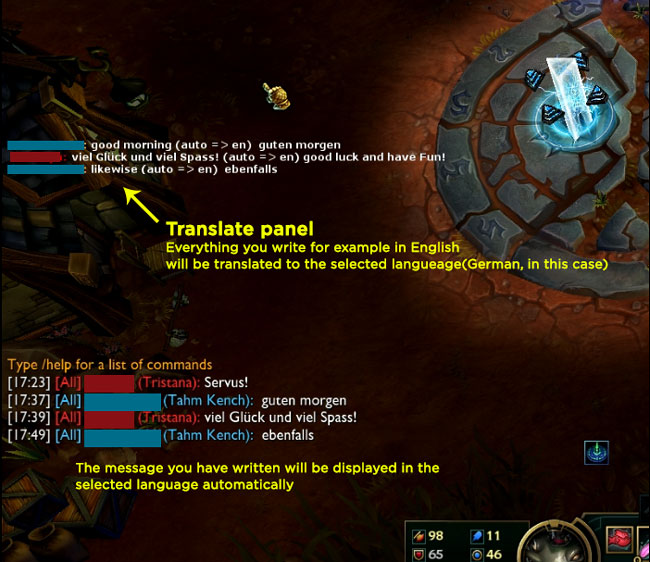 : good morning (auto => en) guten morgen
: viel Glück und viel Spass! (auto => en) good luck and have Fun!
: likewise (auto => en) ebenfalls
Translate panel
Everything you write for example in English
will be translated to the selected langueage(German, in this case)
Type /help for a list of commands
[17:23] [All] (Tristana): Servus!
[17:37] [All] (Tahm Kench): guten morgen
[17:39] [All] (Tristana): viel Glück und viel Spass!
[17:49] [All] (Tahm Kench): ebenfalls
The message you have written will be displayed in the
selected language automatically
98 11
65 46